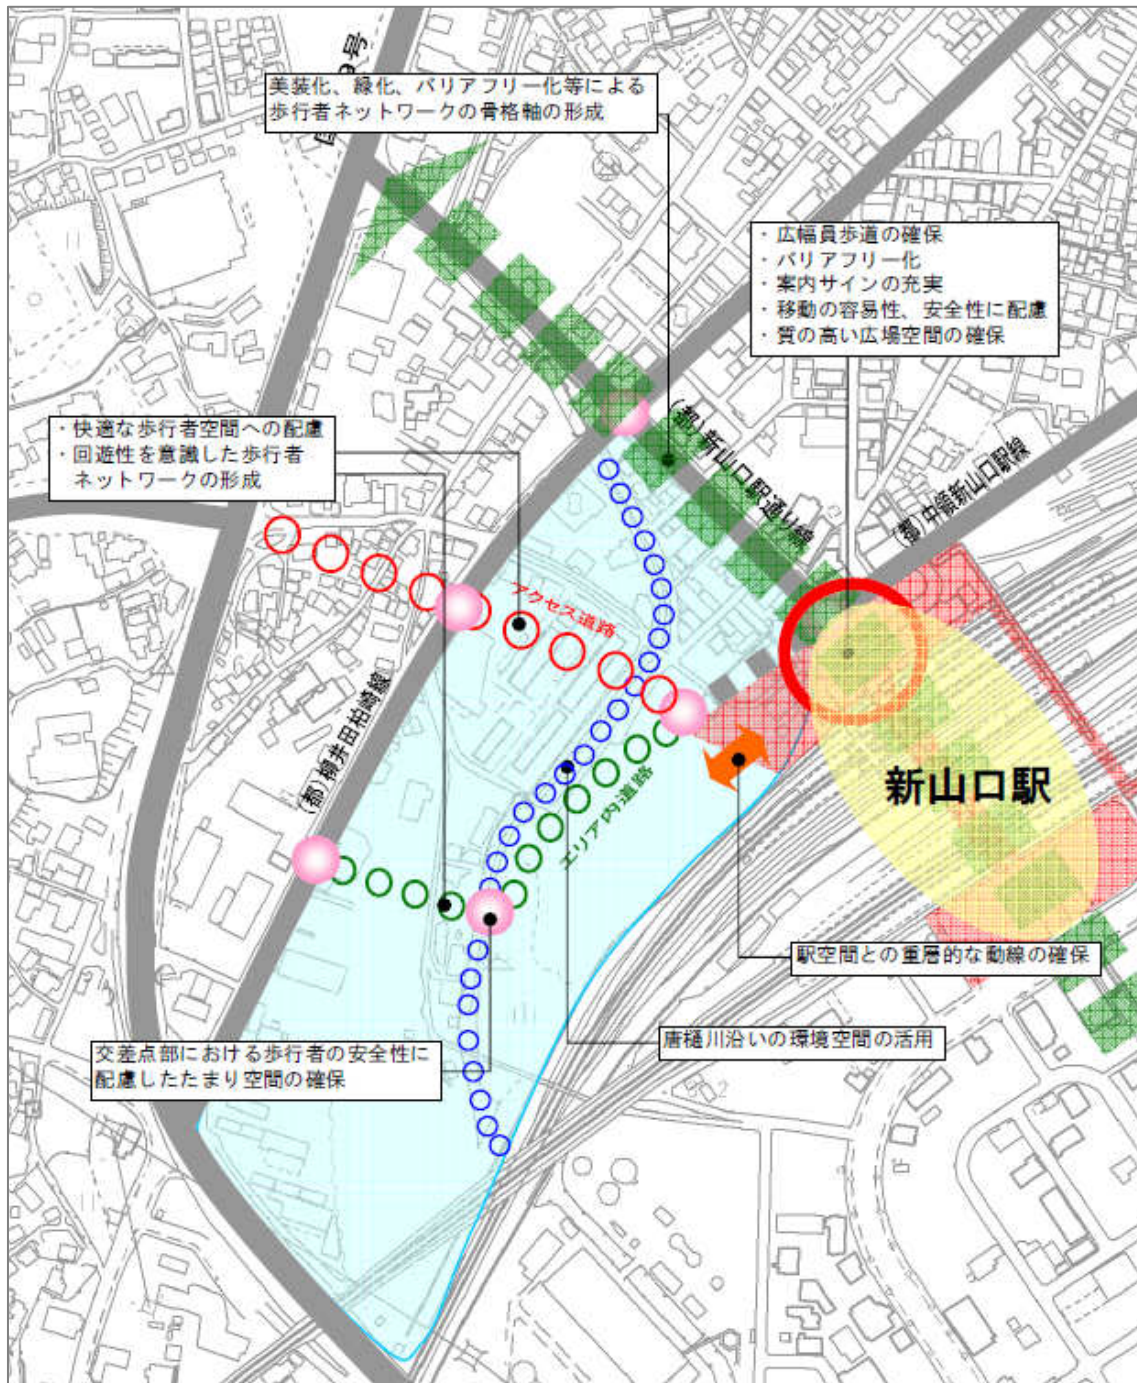 美装化、緑化、バリアフリー化等による
歩行者ネットワークの骨格軸の形成
・広幅員歩道の確保
・バリアフリー化
・案内サインの充実
・移動の容易性、安全性に配慮
・質の高い広場空間の確保
・快適な歩行者空間への配慮
・回遊性を意識した歩行者
ネットワークの形成
(都)新山口駅通り線
(都)中領新山口駅線
アクセス道路
(都)柳井田柏崎線
エリア内道路
新山口駅
駅空間との重層的な動線の確保
唐樋川沿いの環境空間の活用
交差点部における歩行者の安全性に
配慮したたまり空間の確保